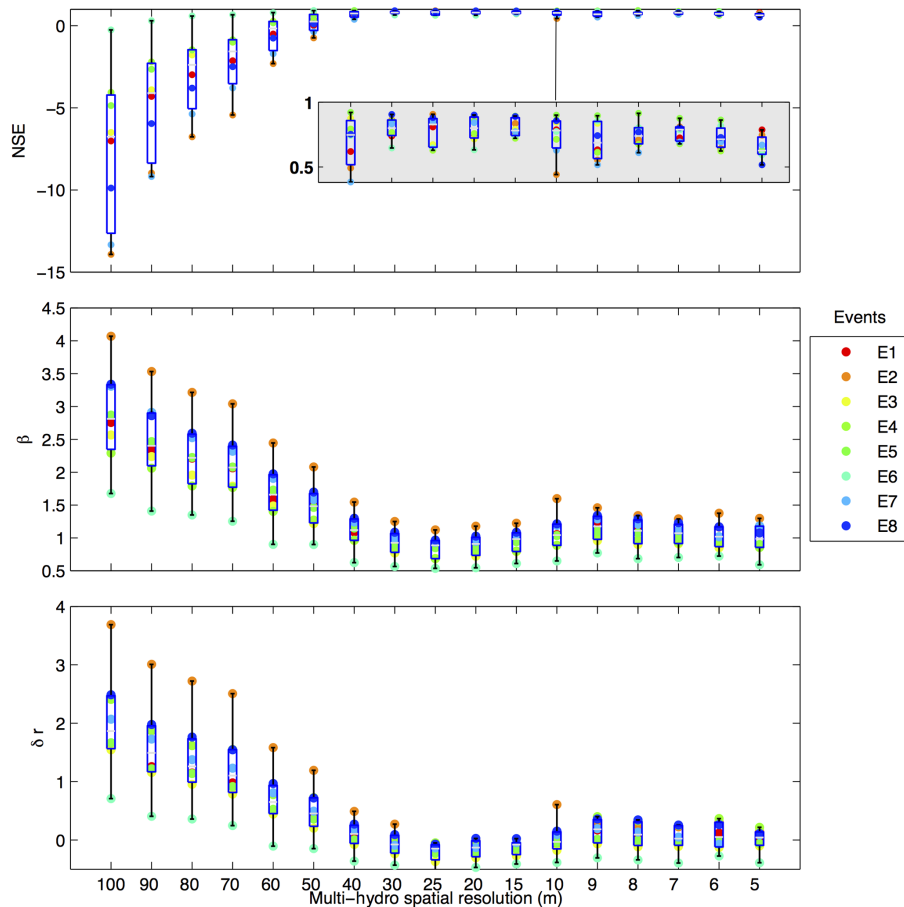 0
−5
−10
−15
NSE
1
0.5
4.5
4
3.5
3
2.5
2
1.5
1
0.5
β
Events
E1
E2
E3
E4
E5
E6
E7
E8
4
3
2
1
0
δ r
100 90 80 70 60 50 40 30 25 20 15 10 9 8 7 6 5
Multi−hydro spatial resolution (m)